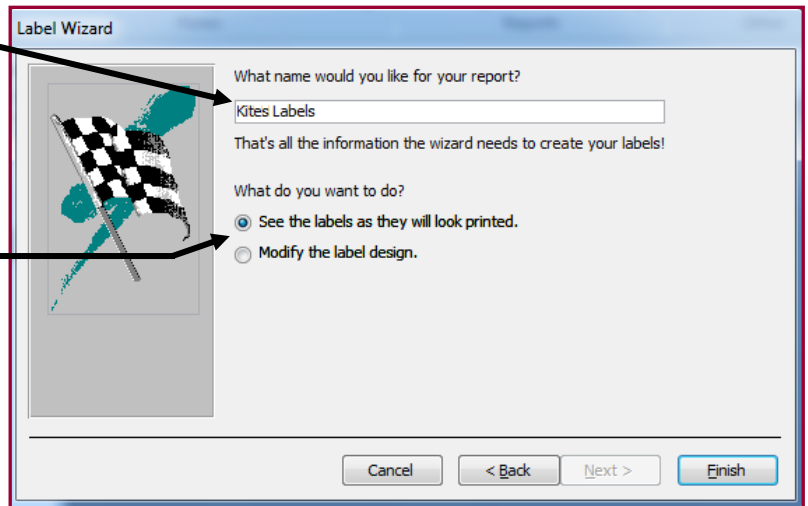 Label Wizard
What name would you like for your report?
Kites Labels
That's all the information the wizard needs to create your labels!
What do you want to do?
See the labels as they will look printed.
Modify the label design.
Cancel
< Back
Next >
Finish